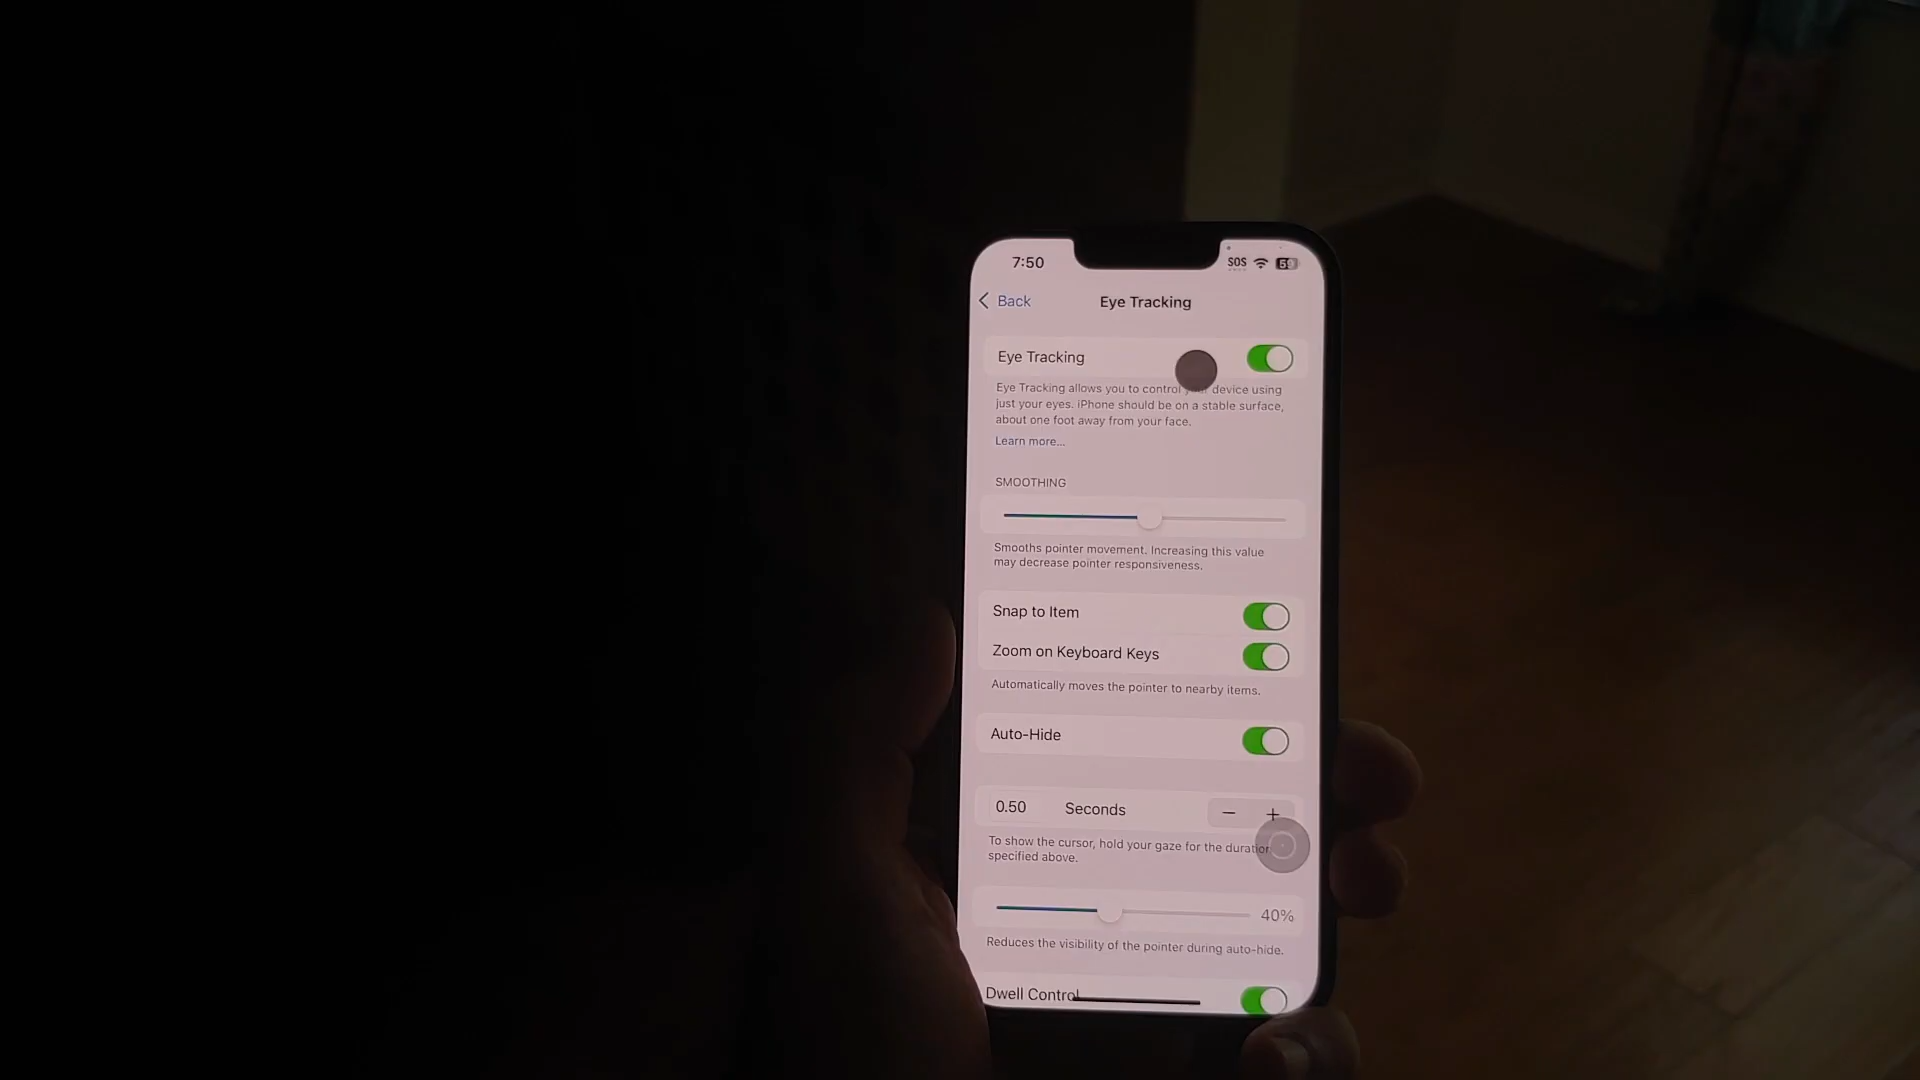 7:50
SOS
Back
Eye Tracking
Eye Tracking
Eye Tracking allows you to control device using
just your eyes. iPhone should be on a stable surface,
about one foot away from your face.
Learn more...
SMOOTHING
Smooths pointer movement. Increasing this value
may decrease pointer responsiveness.
Snap to Item
Zoom on Keyboard Keys
Automatically moves the pointer to nearby items.
Auto-Hide
0.50 Seconds − +
To show the cursor, hold your gaze for the duration
specified above.
40%
Reduces the visibility of the pointer during auto-hide.
Dwell Control